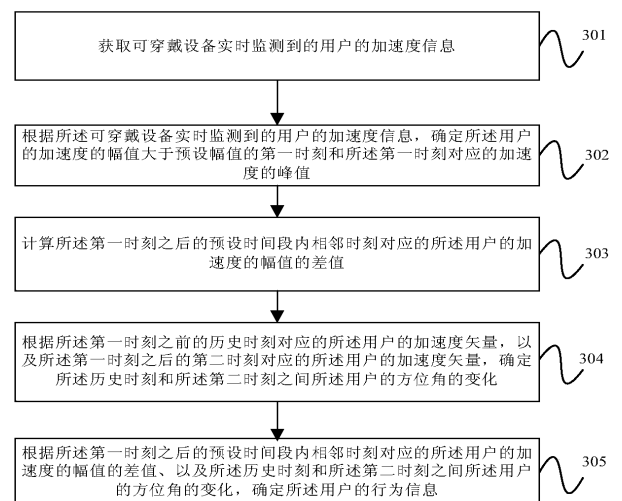 获取可穿戴设备实时监测到的用户的加速度信息
301
根据所述可穿戴设备实时监测到的用户的加速度信息，确定所述用户
的加速度的幅值大于预设幅值的第一时刻和所述第一时刻对应的加速
度的峰值
302
计算所述第一时刻之后的预设时间段内相邻时刻对应的所述用户的加
速度的幅值的差值
303
根据所述第一时刻之前的历史时刻对应的所述用户的加速度矢量，以
及所述第一时刻之后的第二时刻对应的所述用户的加速度矢量，确定
所述历史时刻和所述第二时刻之间所述用户的方位角的变化
304
根据所述第一时刻之后的预设时间段内相邻时刻对应的所述用户的加
速度的幅值的差值、以及所述历史时刻和所述第二时刻之间所述用户
的方位角的变化，确定所述用户的行为信息
305